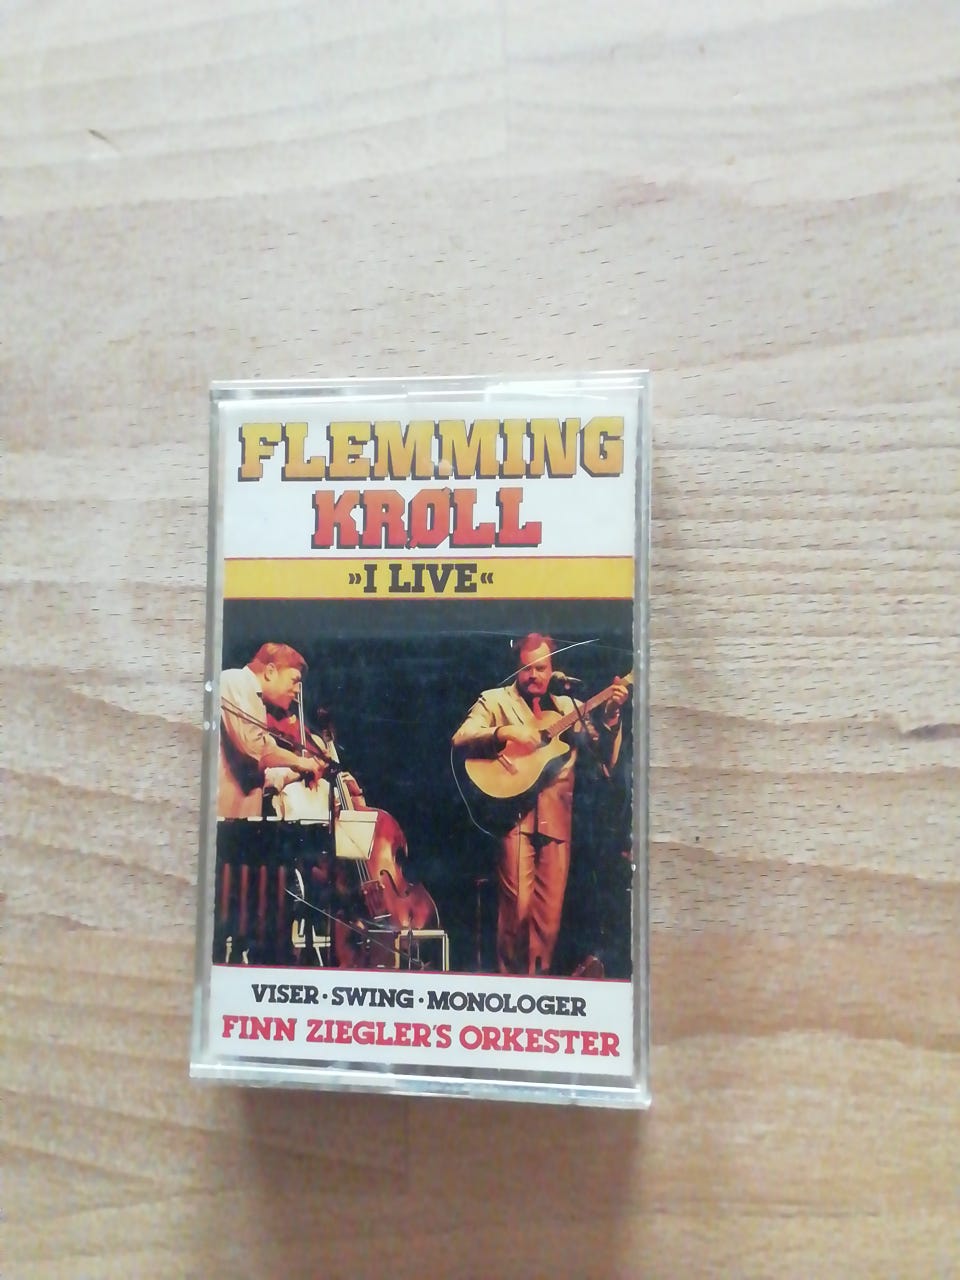 FLEMMING
KRØLL
»I LIVE«
VISER · SWING · MONOLOGER
FINN ZIEGLER'S ORKESTER